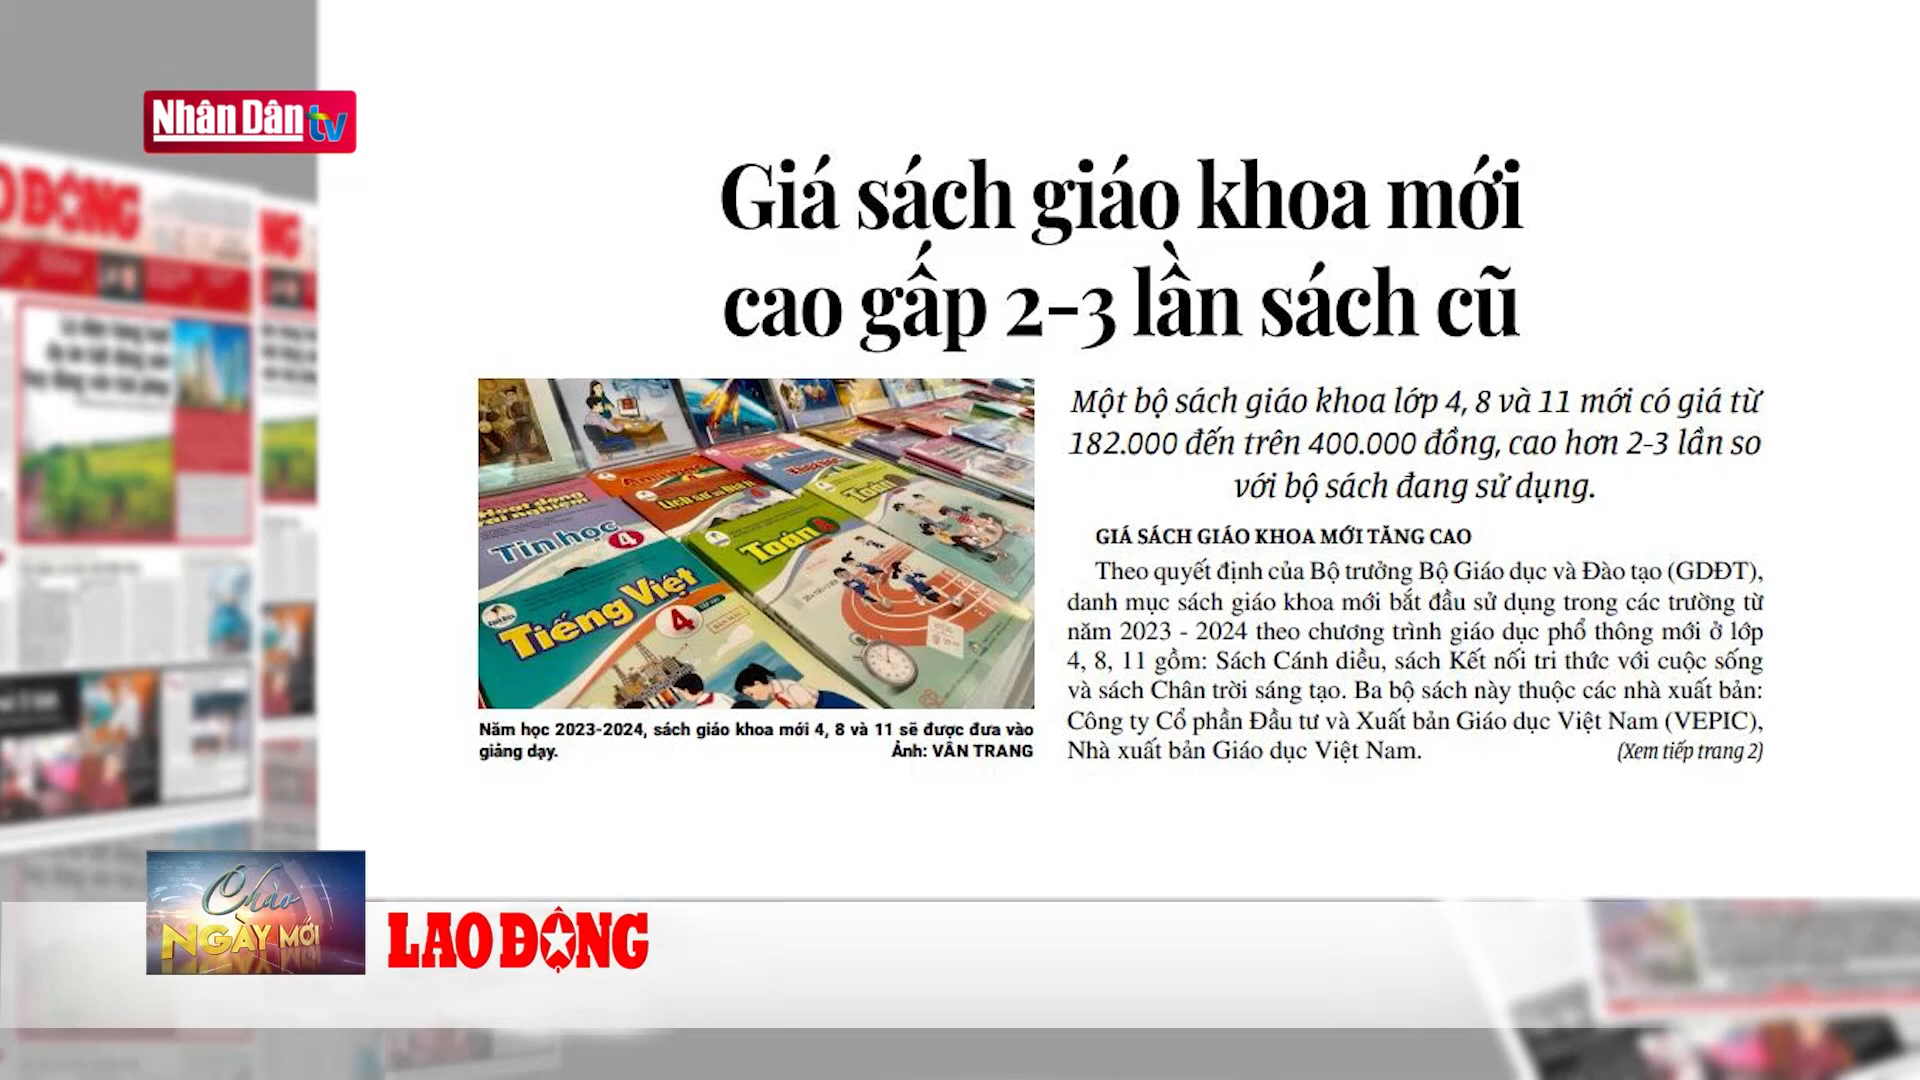 Nhân Dân tv
ĐỘNG
Giá sách giáo khoa mới
cao gấp 2-3 lần sách cũ
Một bộ sách giáo khoa lớp 4, 8 và 11 mới có giá từ
182.000 đến trên 400.000 đồng, cao hơn 2-3 lần so
với bộ sách đang sử dụng.
GIÁ SÁCH GIÁO KHOA MỚI TĂNG CAO
Theo quyết định của Bộ trưởng Bộ Giáo dục và Đào tạo (GDĐT),
danh mục sách giáo khoa mới bắt đầu sử dụng trong các trường từ
năm 2023 - 2024 theo chương trình giáo dục phổ thông mới ở lớp
4, 8, 11 gồm: Sách Cánh diều, sách Kết nối tri thức với cuộc sống
và sách Chân trời sáng tạo. Ba bộ sách này thuộc các nhà xuất bản:
Công ty Cổ phần Đầu tư và Xuất bản Giáo dục Việt Nam (VEPIC),
Nhà xuất bản Giáo dục Việt Nam. (Xem tiếp trang 2)
Tin học 4
Toán 4
Toán
Tiếng Việt
4
Năm học 2023-2024, sách giáo khoa mới 4, 8 và 11 sẽ được đưa vào
giảng dạy. Ảnh: VÂN TRANG
Chào
NGÀY MỚI
LAO ĐỘNG